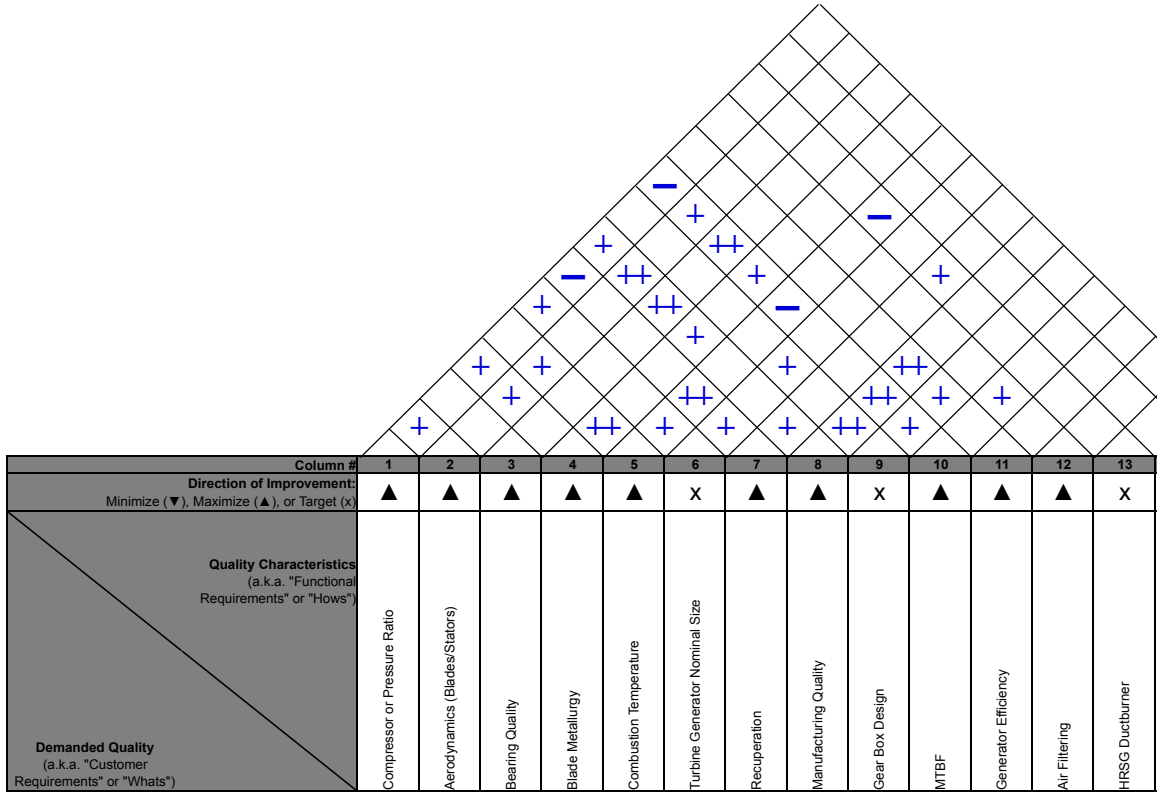 −
+ −
+ ++
− ++ + +
+ ++ −
+
+ + + ++
+ ++ ++ + +
+ ++ + + + ++ +
Column # 1 2 3 4 5 6 7 8 9 10 11 12 13
Direction of Improvement:
Minimize (▼), Maximize (▲), or Target (x)
▲ ▲ ▲ ▲ ▲ x ▲ ▲ x ▲ ▲ ▲ x
Quality Characteristics
(a.k.a. "Functional
Requirements" or "Hows")
Demanded Quality
(a.k.a. "Customer
Requirements" or "Whats")
Compressor or Pressure Ratio
Aerodynamics (Blades/Stators)
Bearing Quality
Blade Metallurgy
Combustion Temperature
Turbine Generator Nominal Size
Recuperation
Manufacturing Quality
Gear Box Design
MTBF
Generator Efficiency
Air Filtering
HRSG Ductburner